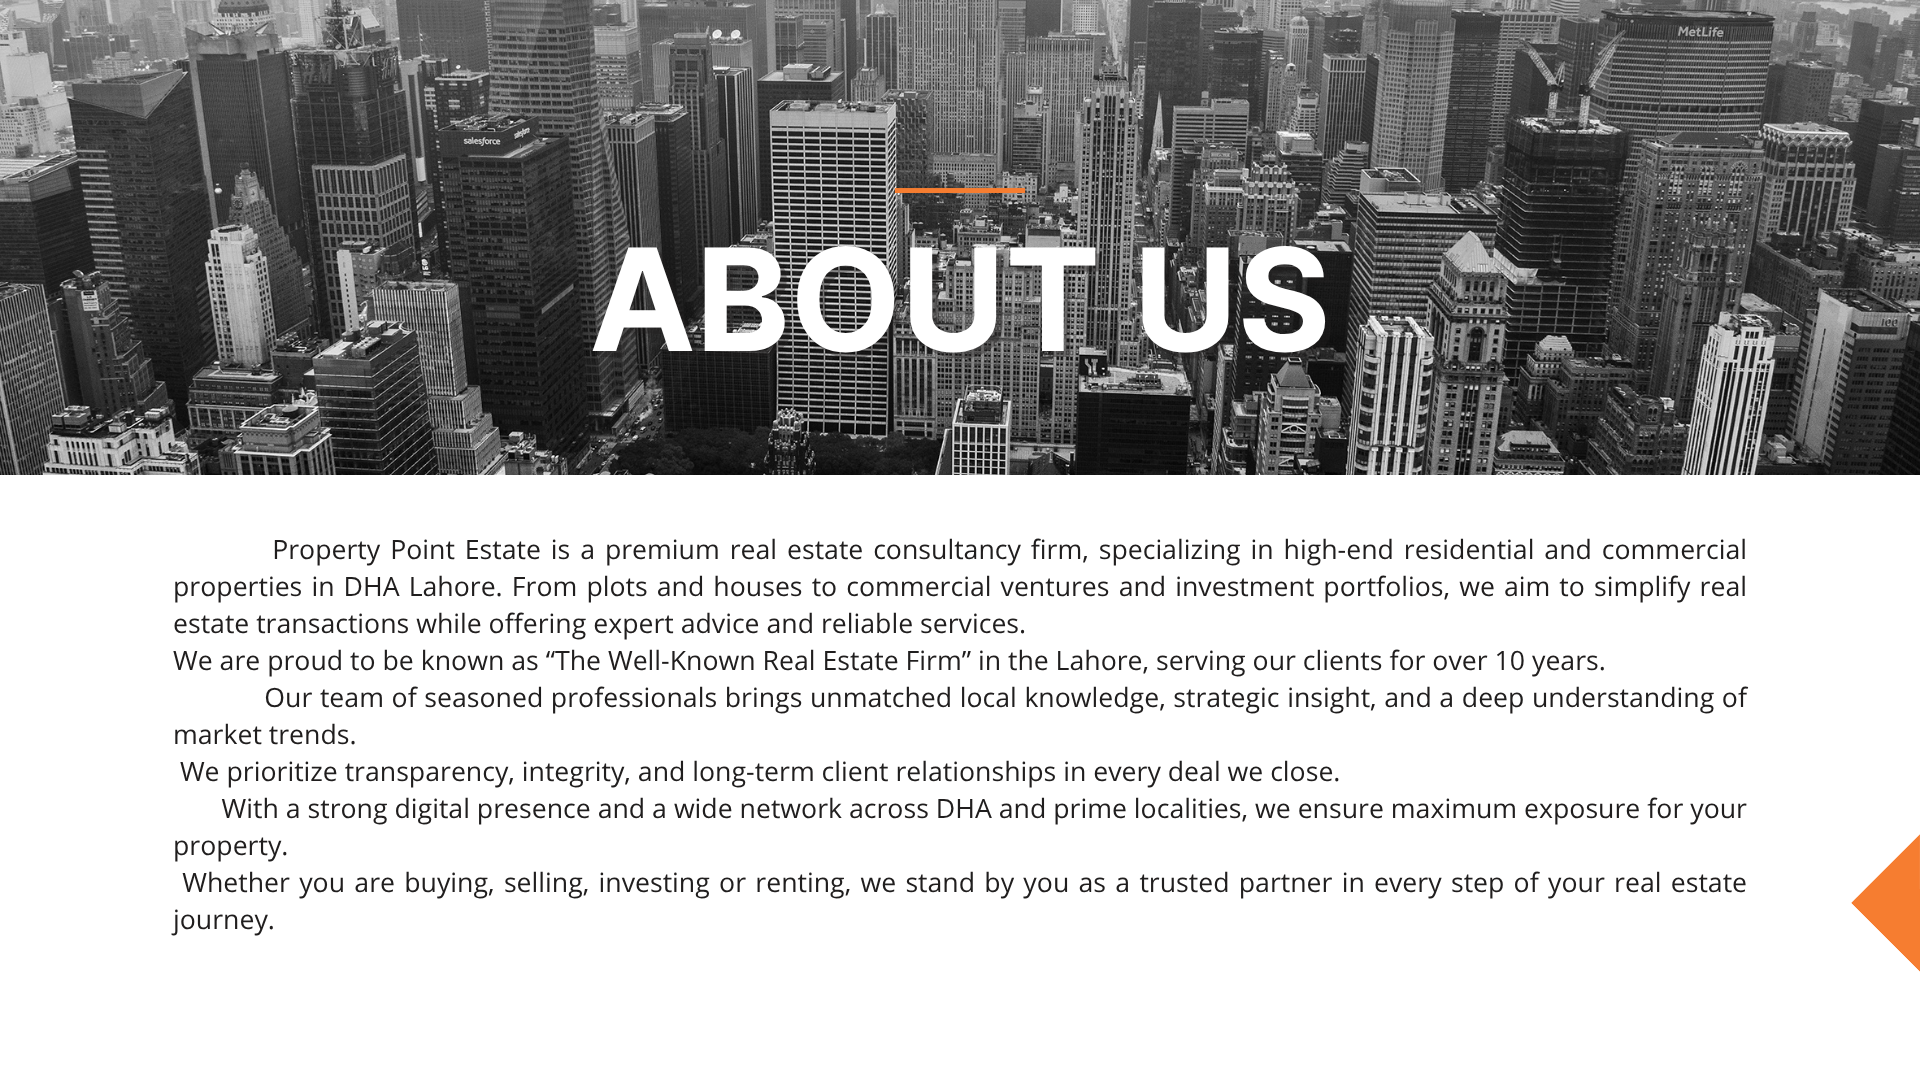 MetLife
salesforce
salesforce
ABOUT US
Property Point Estate is a premium real estate consultancy firm, specializing in high-end residential and commercial
properties in DHA Lahore. From plots and houses to commercial ventures and investment portfolios, we aim to simplify real
estate transactions while offering expert advice and reliable services.
We are proud to be known as “The Well-Known Real Estate Firm” in the Lahore, serving our clients for over 10 years.
Our team of seasoned professionals brings unmatched local knowledge, strategic insight, and a deep understanding of
market trends.
We prioritize transparency, integrity, and long-term client relationships in every deal we close.
With a strong digital presence and a wide network across DHA and prime localities, we ensure maximum exposure for your
property.
Whether you are buying, selling, investing or renting, we stand by you as a trusted partner in every step of your real estate
journey.